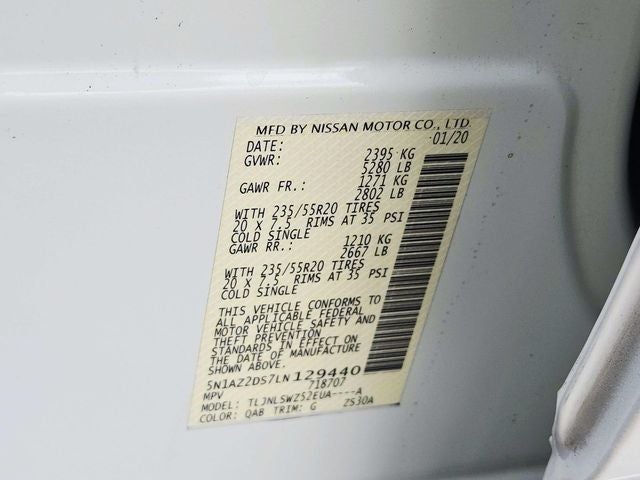 MFD BY NISSAN MOTOR CO., LTD.
DATE: 01/20
GVWR: 2395 KG
5280 LB
GAWR FR.: 1271 KG
2802 LB
WITH 235/55R20 TIRES
20 X 7.5 RIMS AT 35 PSI
COLD SINGLE
GAWR RR.: 1210 KG
2667 LB
WITH 235/55R20 TIRES
20 X 7.5 RIMS AT 35 PSI
COLD SINGLE
THIS VEHICLE CONFORMS TO
ALL APPLICABLE FEDERAL
MOTOR VEHICLE SAFETY AND
THEFT PREVENTION
STANDARDS IN EFFECT ON
THE DATE OF MANUFACTURE
SHOWN ABOVE.
5N1AZ2DS7LN129440
MPV 718707
MODEL: TLJNLSWZ52EUA----A
COLOR: QAB TRIM: G ZS30A